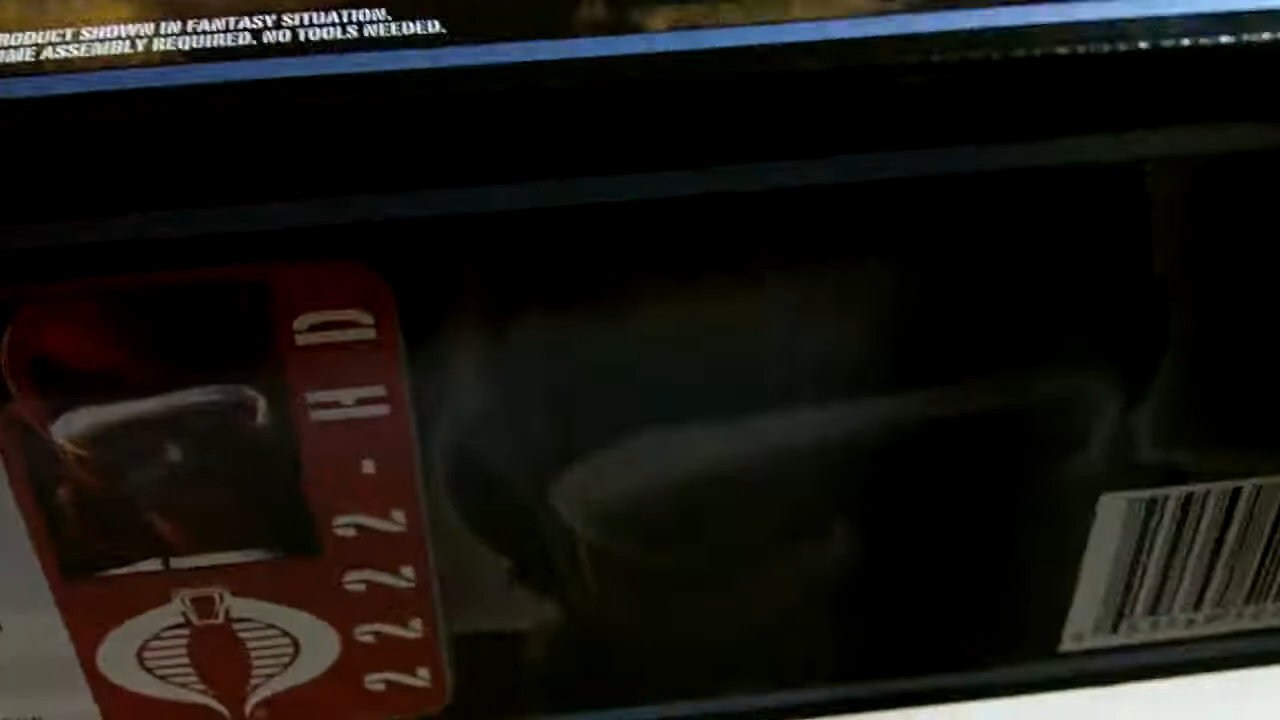 RODUCT SHOWN IN FANTASY SITUATION.
ME ASSEMBLY REQUIRED. NO TOOLS NEEDED.
2222-HD